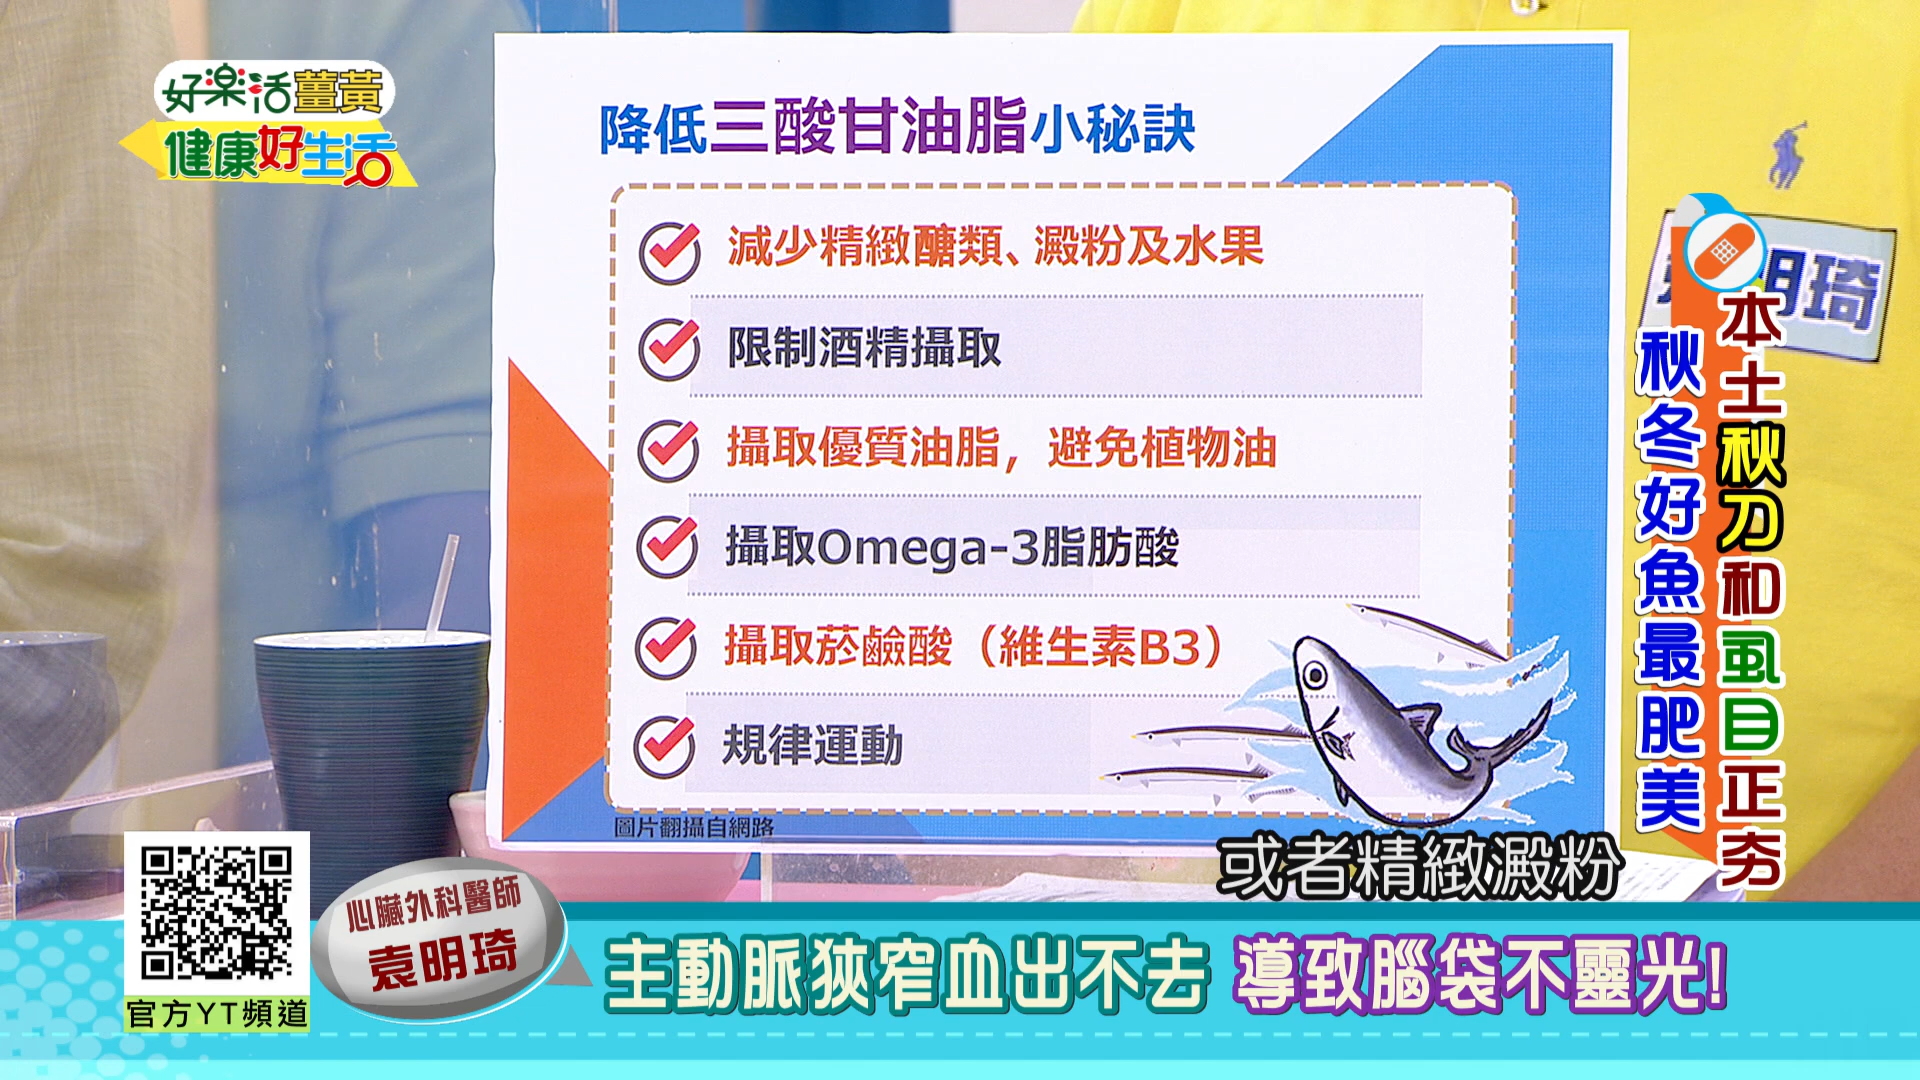 好樂活薑黃
健康好生活
降低三酸甘油脂小秘訣
減少精緻醣類、澱粉及水果
限制酒精攝取
攝取優質油脂，避免植物油
攝取Omega-3脂肪酸
攝取菸鹼酸（維生素B3）
規律運動
圖片翻攝自網路
明琦
本土秋刀和虱目正夯
秋冬好魚最肥美
或者精緻澱粉
官方YT頻道
心臟外科醫師
袁明琦
主動脈狹窄血出不去 導致腦袋不靈光!